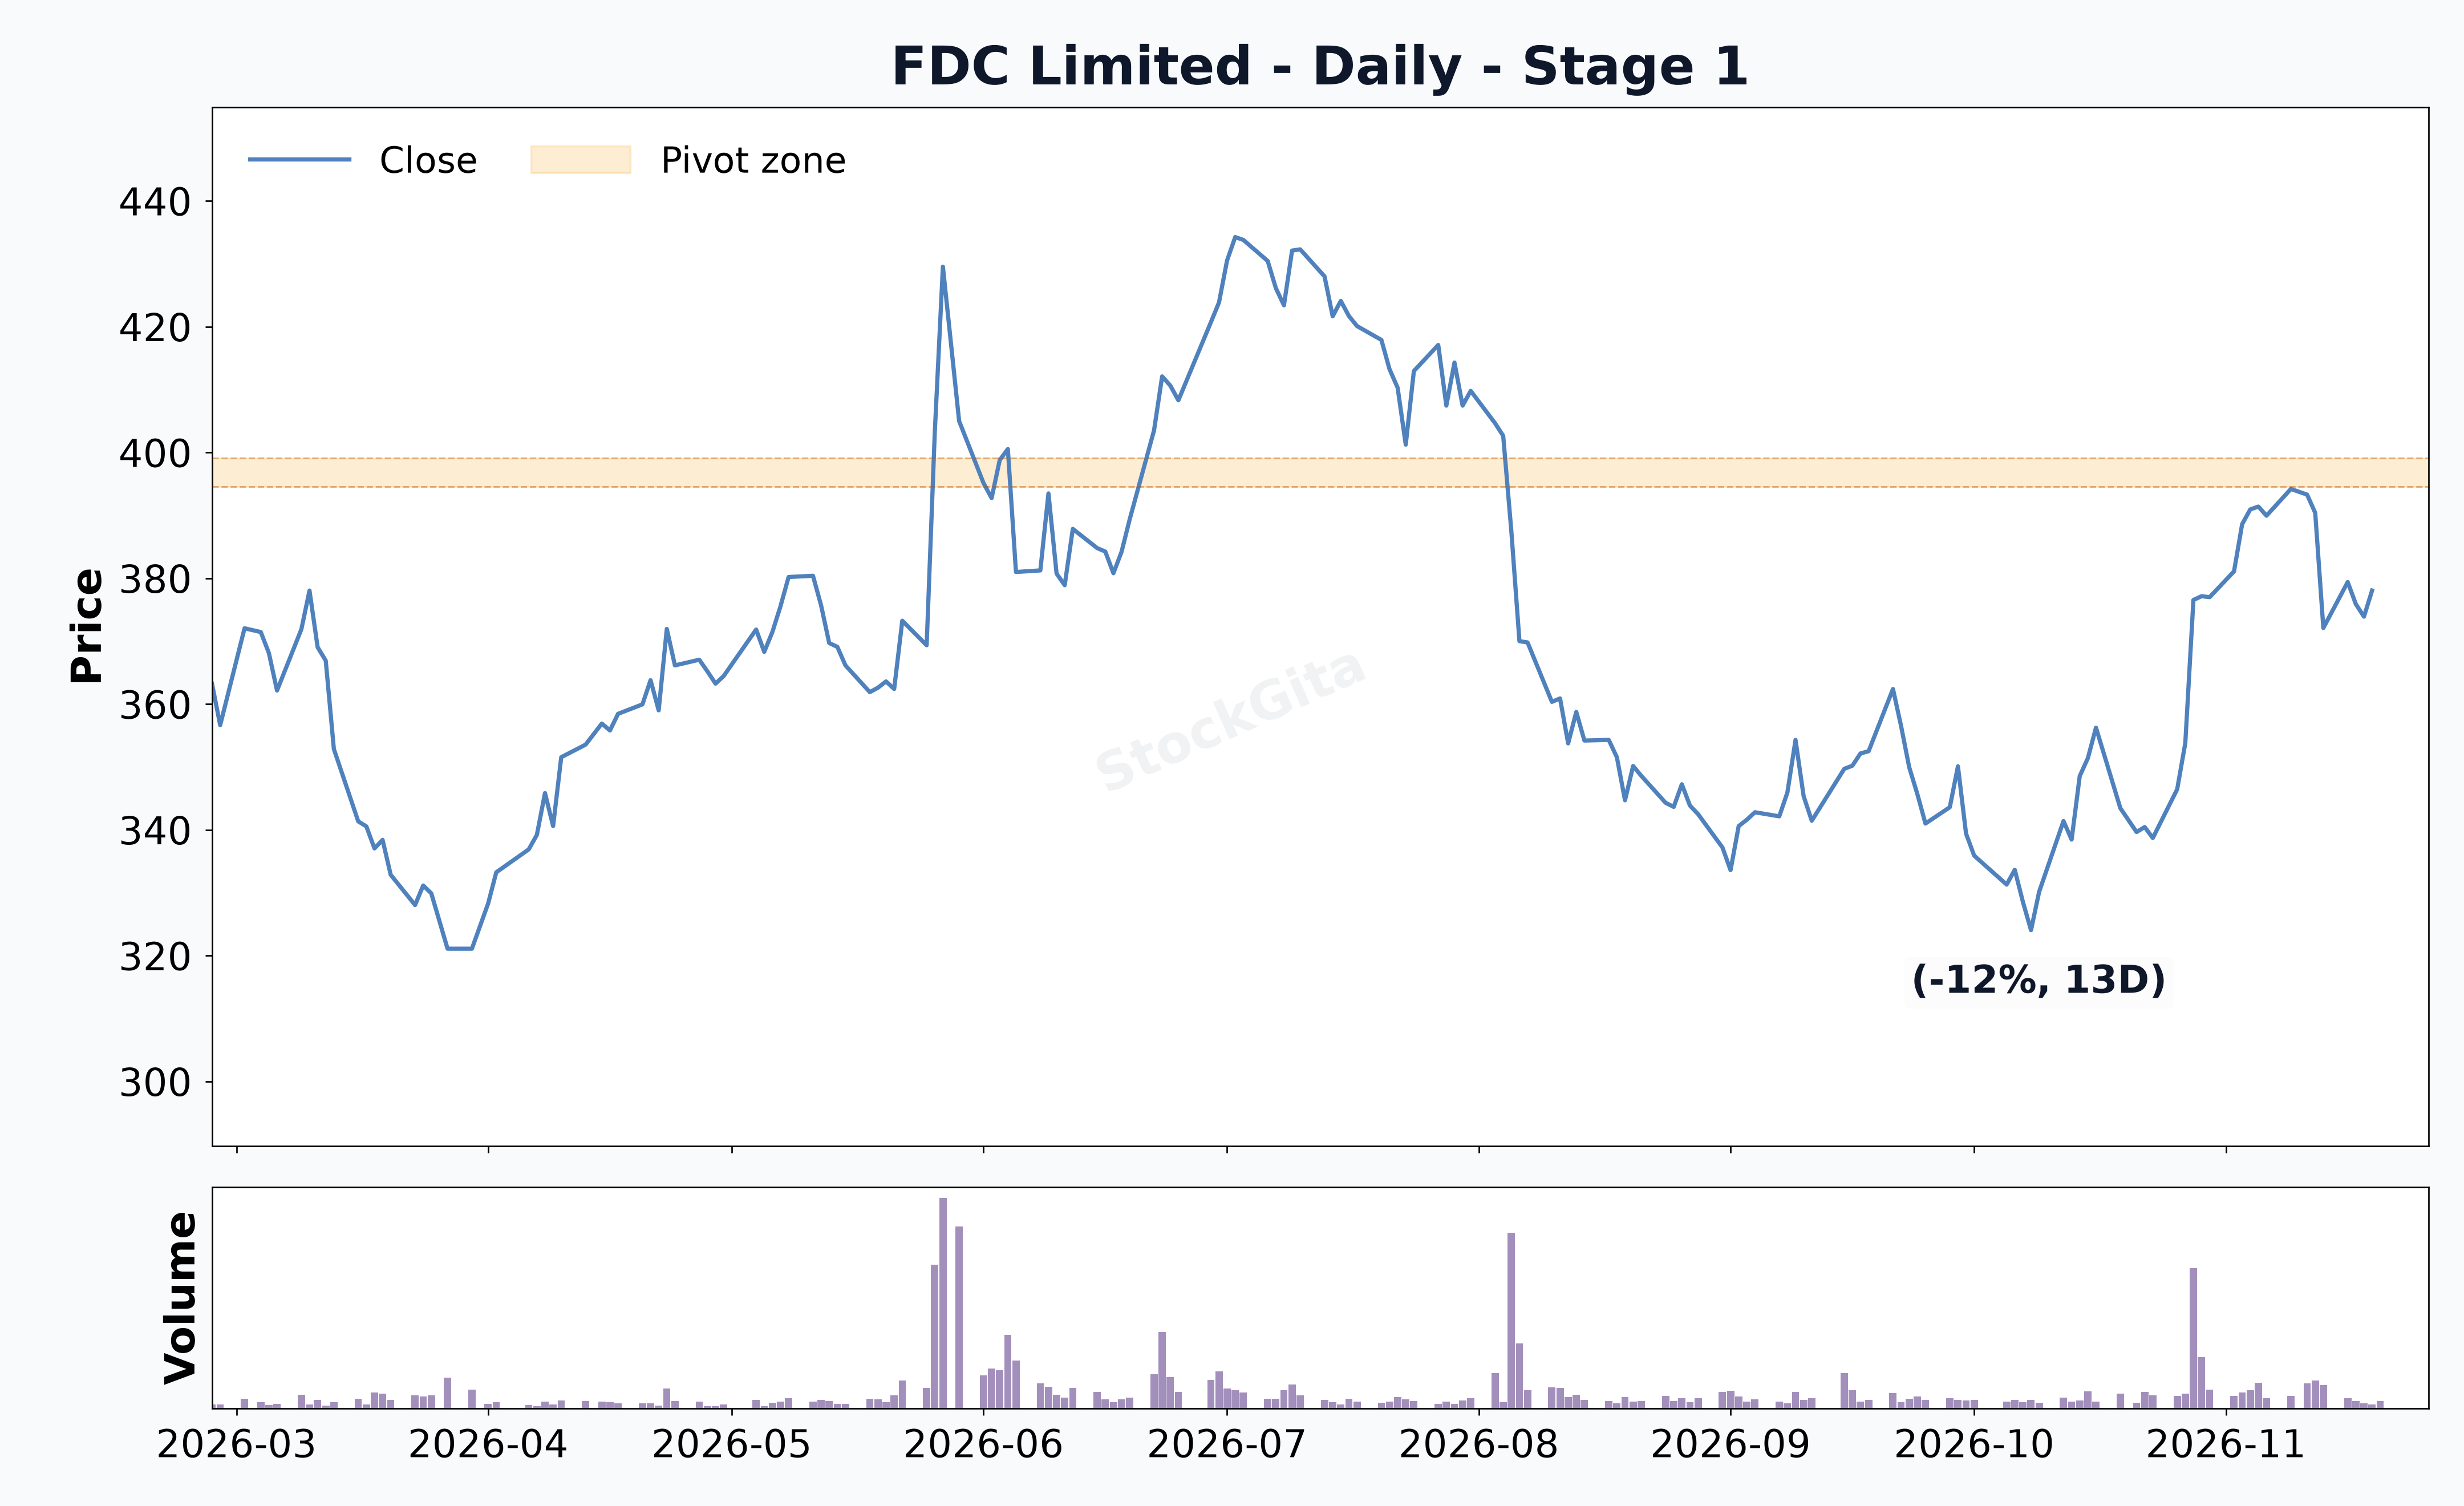 FDC Limited - Daily - Stage 1
Close
Pivot zone
440
420
400
380
360
340
320
300
Price
StockGita
(-12%, 13D)
Volume
2026-03
2026-04
2026-05
2026-06
2026-07
2026-08
2026-09
2026-10
2026-11